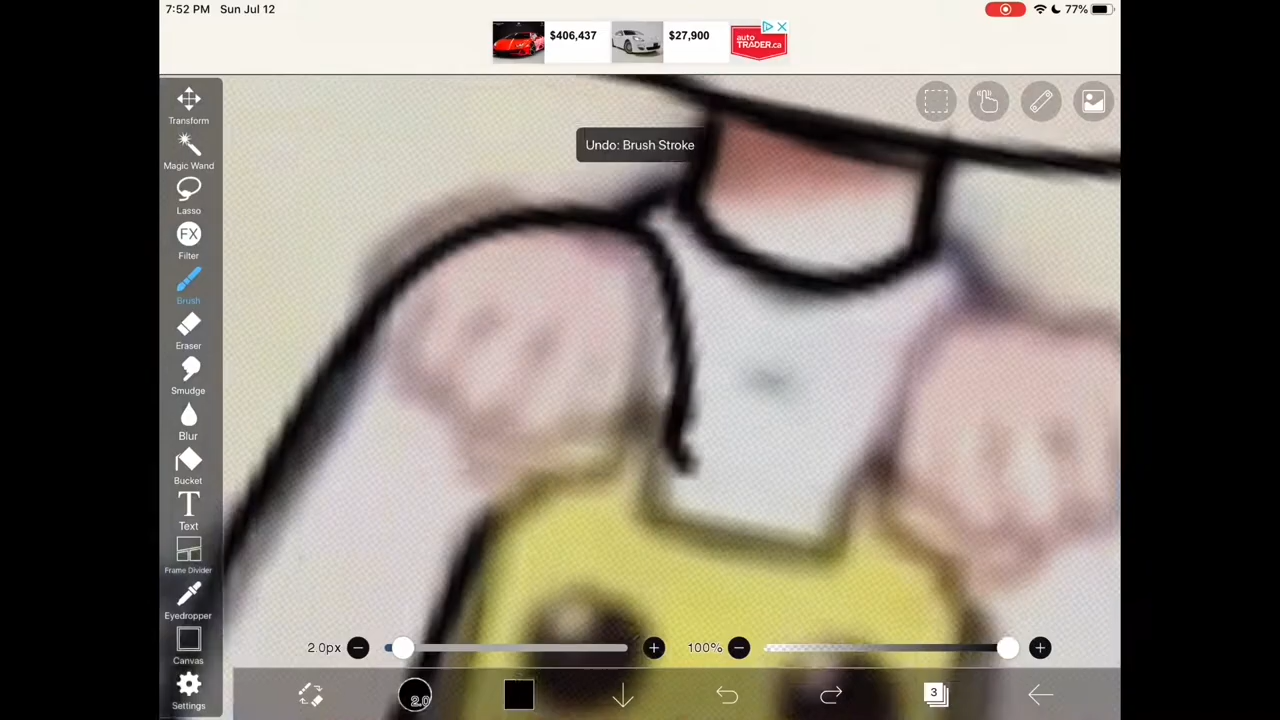 7:52 PM Sun Jul 12
77%
$406,437
$27,900
auto
TRADER.ca
Undo: Brush Stroke
Transform
Magic Wand
Lasso
FX
Filter
Brush
Eraser
Smudge
Blur
Bucket
T
Text
Frame Divider
Eyedropper
Canvas
Settings
2.0px
100%
2.0
3